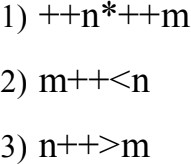 1) ++n*++m
2) m++<n
3) n++>m